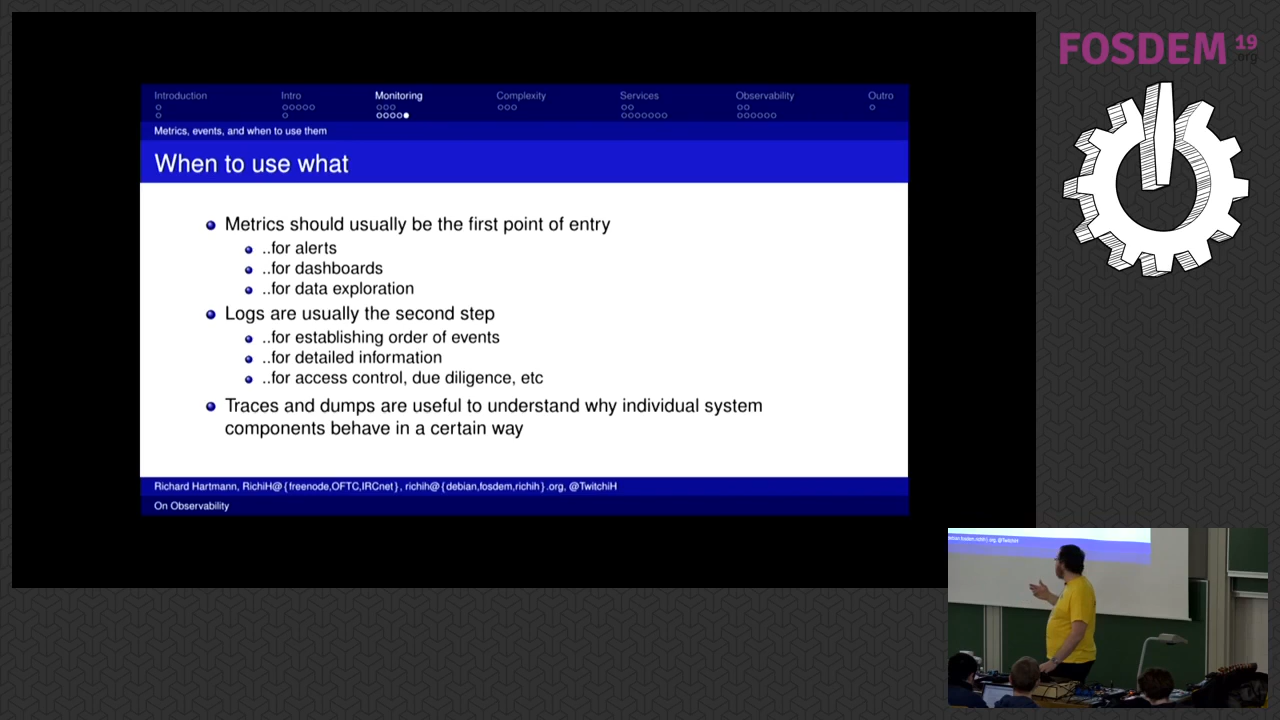 FOSDEM 19
.org
Introduction Intro Monitoring Complexity Services Observability Outro
Metrics, events, and when to use them
When to use what
Metrics should usually be the first point of entry
..for alerts
..for dashboards
..for data exploration
Logs are usually the second step
..for establishing order of events
..for detailed information
..for access control, due diligence, etc
Traces and dumps are useful to understand why individual system
components behave in a certain way
Richard Hartmann, RichiH@{freenode,OFTC,IRCnet}, richih@{debian,fosdem,richih}.org, @TwitchiH
On Observability